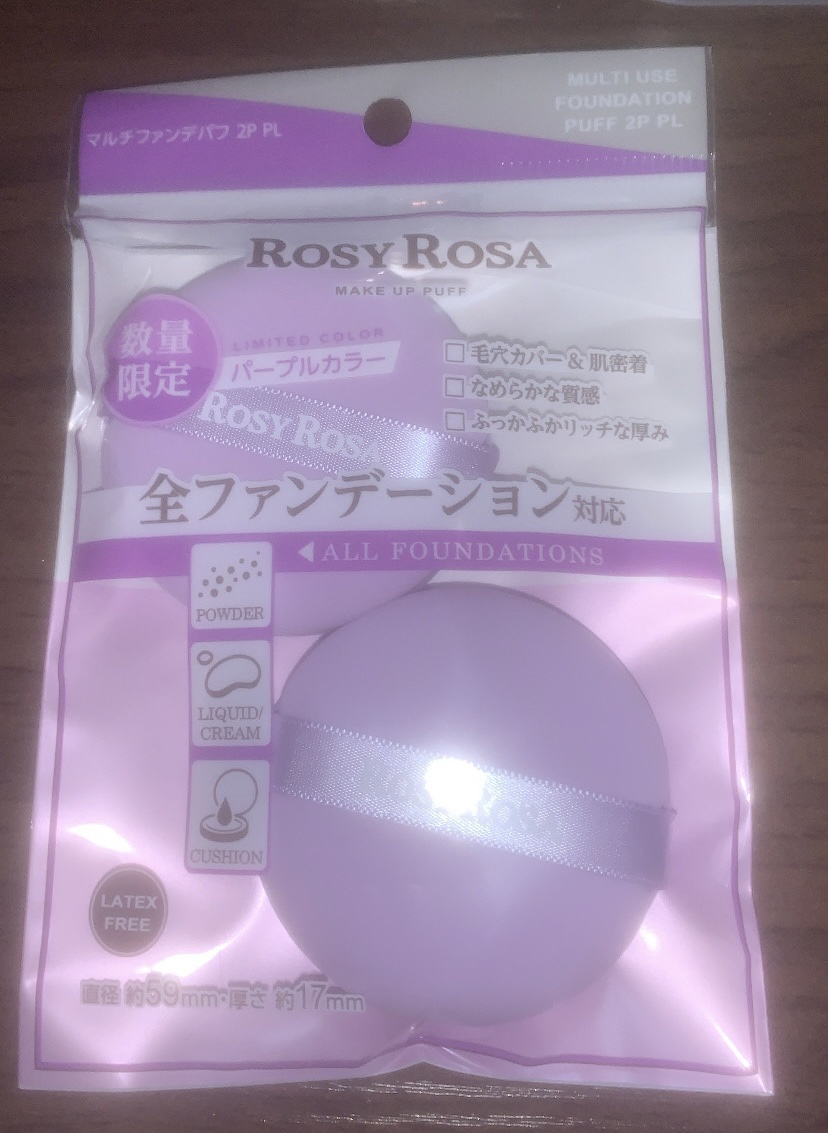 マルチファンデパフ 2P PL
MULTI USE
FOUNDATION
PUFF 2P PL
ROSY ROSA
MAKE UP PUFF
数量
限定
LIMITED COLOR
パープルカラー
□毛穴カバー&肌密着
□なめらかな質感
□ふっかふかリッチな厚み
ROSY ROSA
全ファンデーション対応
◀ALL FOUNDATIONS
POWDER
LIQUID/
CREAM
CUSHION
ROSY ROSA
LATEX
FREE
直径 約59mm・厚さ 約17mm